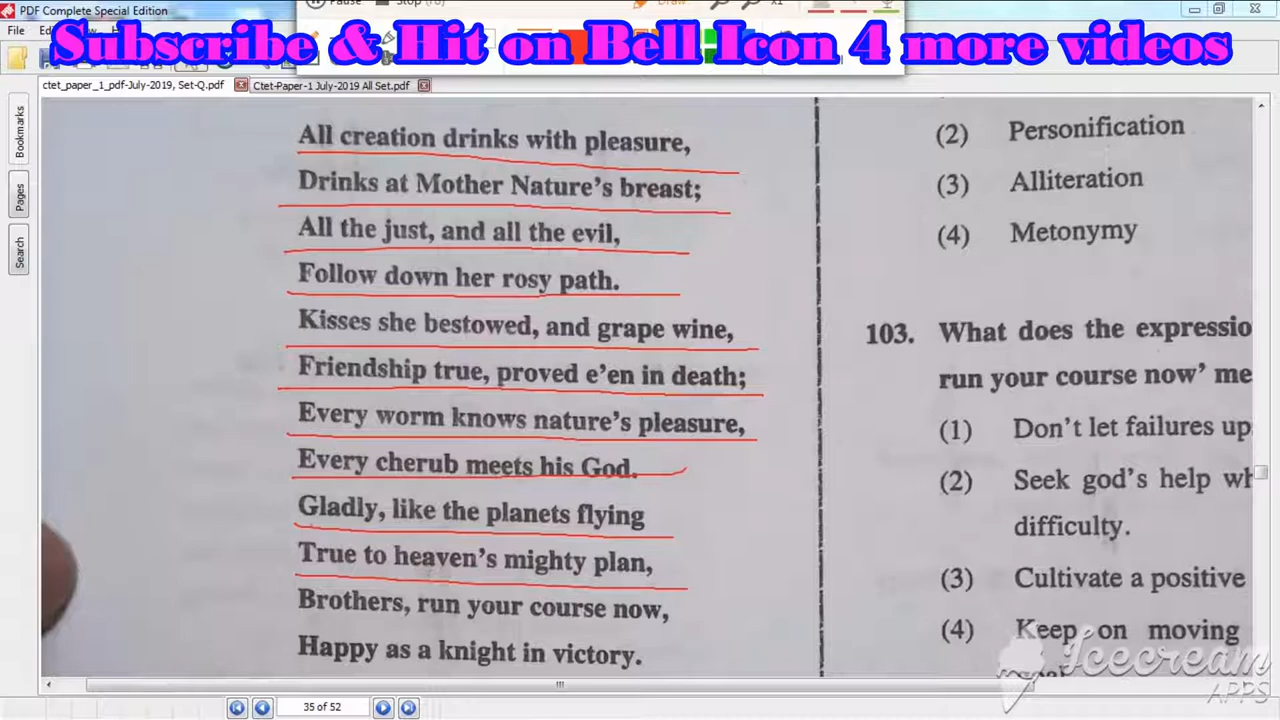 PDF Complete Special Edition
Subscribe & Hit on Bell Icon 4 more videos
File
ctet_paper_1_pdf-July-2019, Set-Q.pdf
Ctet-Paper-1 July-2019 All Set.pdf
Bookmarks
Pages
Search
All creation drinks with pleasure,
Drinks at Mother Nature's breast;
All the just, and all the evil,
Follow down her rosy path.
Kisses she bestowed, and grape wine,
Friendship true, proved e'en in death;
Every worm knows nature's pleasure,
Every cherub meets his God.
Gladly, like the planets flying
True to heaven's mighty plan,
Brothers, run your course now,
Happy as a knight in victory.
(2) Personification
(3) Alliteration
(4) Metonymy
103. What does the expressio
run your course now' me
(1) Don't let failures up
(2) Seek god's help wh
difficulty.
(3) Cultivate a positive
(4) Keep on moving
Icecream
APPS
35 of 52